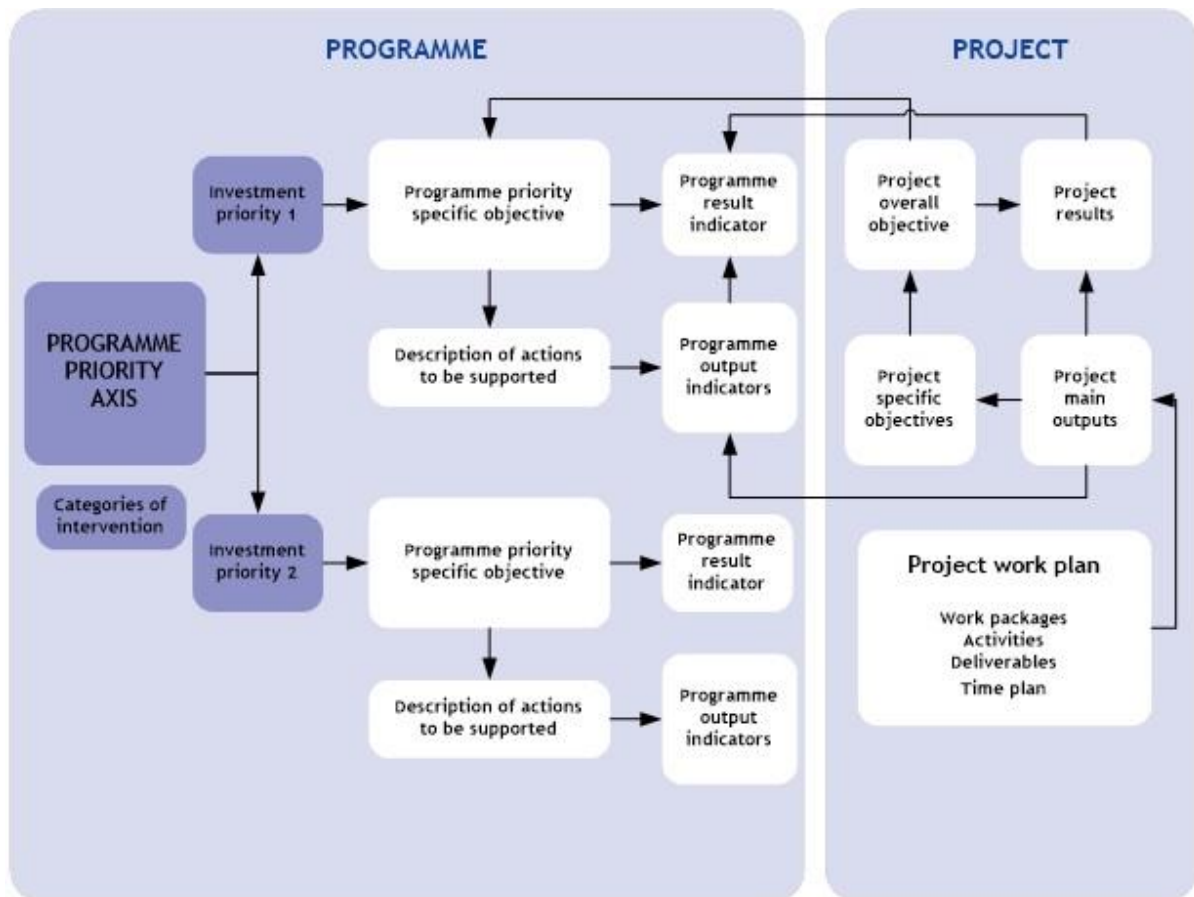 PROGRAMME
PROJECT
Investment
priority 1
Programme priority
specific objective
Programme
result
indicator
Project
overall
objective
Project
results
PROGRAMME
PRIORITY
AXIS
Description of actions
to be supported
Programme
output
indicators
Project
specific
objectives
Project
main
outputs
Categories of
intervention
Investment
priority 2
Programme priority
specific objective
Programme
result
indicator
Project work plan
Work packages
Activities
Deliverables
Time plan
Description of actions
to be supported
Programme
output
indicators